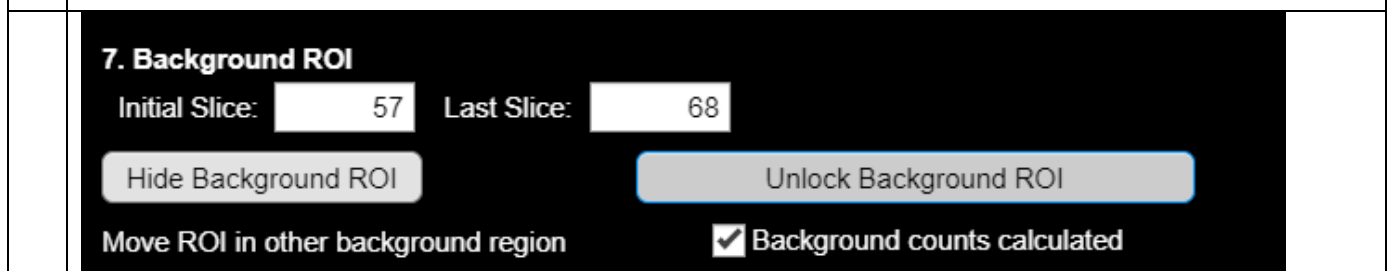 7. Background ROI
Initial Slice: 57 Last Slice: 68
Hide Background ROI Unlock Background ROI
Move ROI in other background region Background counts calculated